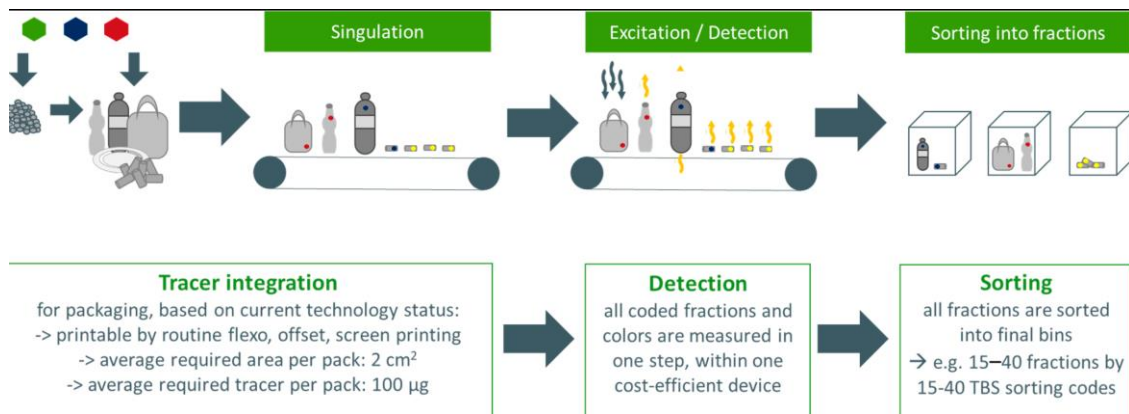 Singulation
Excitation / Detection
Sorting into fractions
Tracer integration
for packaging, based on current technology status:
-> printable by routine flexo, offset, screen printing
-> average required area per pack: 2 cm²
-> average required tracer per pack: 100 µg
Detection
all coded fractions and
colors are measured in
one step, within one
cost-efficient device
Sorting
all fractions are sorted
into final bins
→ e.g. 15–40 fractions by
15-40 TBS sorting codes